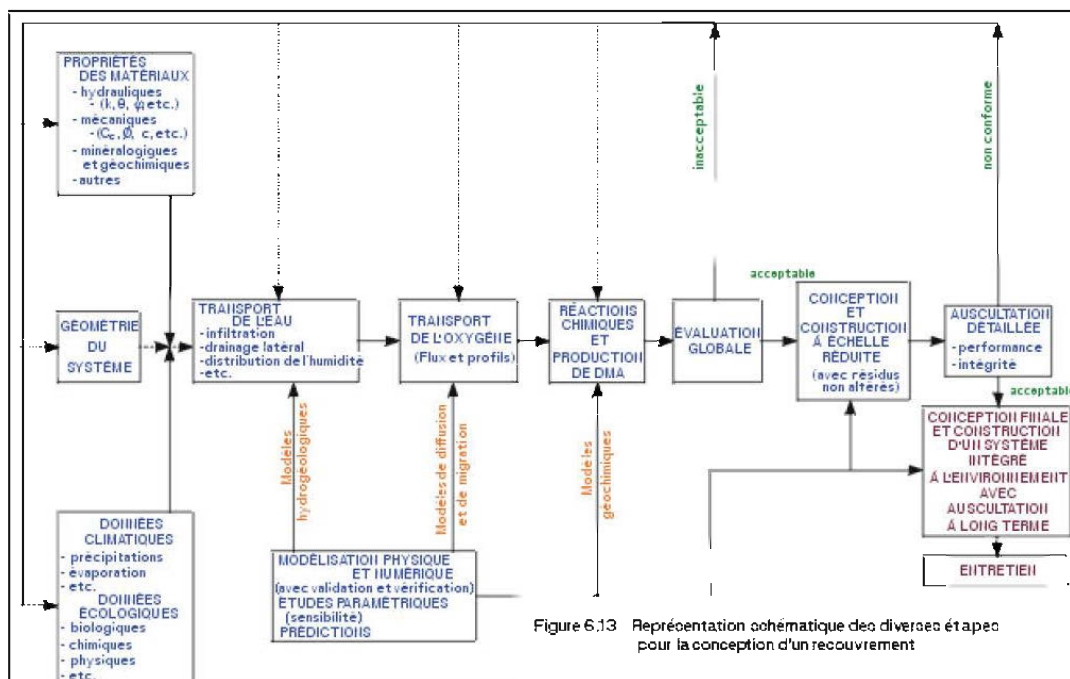 PROPRIÉTÉS
DES MATÉRIAUX
- hydrauliques
- (k, θ, ψ, etc.)
- mécaniques
- (Cc, Ø, c, etc.)
- minéralogiques
et géochimiques
- autres
GÉOMÉTRIE
DU
SYSTÈME
DONNÉES
CLIMATIQUES
- précipitations
- évaporation
- etc.
DONNÉES
ÉCOLOGIQUES
- biologiques
- chimiques
- physiques
- etc.
TRANSPORT
DE L'EAU
- infiltration
- drainage latéral
- distribution de l'humidité
- etc.
Modèles
hydrogéologiques
TRANSPORT
DE L'OXYGÈNE
(Flux et profils)
Modèles de diffusion
et de migration
MODÉLISATION PHYSIQUE
ET NUMÉRIQUE
(avec validation et vérification)
ÉTUDES PARAMÉTRIQUES
(sensibilité)
PRÉDICTIONS
RÉACTIONS
CHIMIQUES
ET
PRODUCTION
DE DMA
Modèles
géochimiques
inacceptable
ÉVALUATION
GLOBALE
acceptable
CONCEPTION
ET
CONSTRUCTION
À ÉCHELLE
RÉDUITE
(avec résidus
non altérés)
non conforme
AUSCULTATION
DÉTAILLÉE
- performance
- intégrité
acceptable
CONCEPTION FINALE
ET CONSTRUCTION
D'UN SYSTÈME
INTÉGRÉ
À L'ENVIRONNEMENT
AVEC
AUSCULTATION
À LONG TERME
ENTRETIEN
Figure 6.13 Représentation schématique des diverses étapes
pour la conception d'un recouvrement